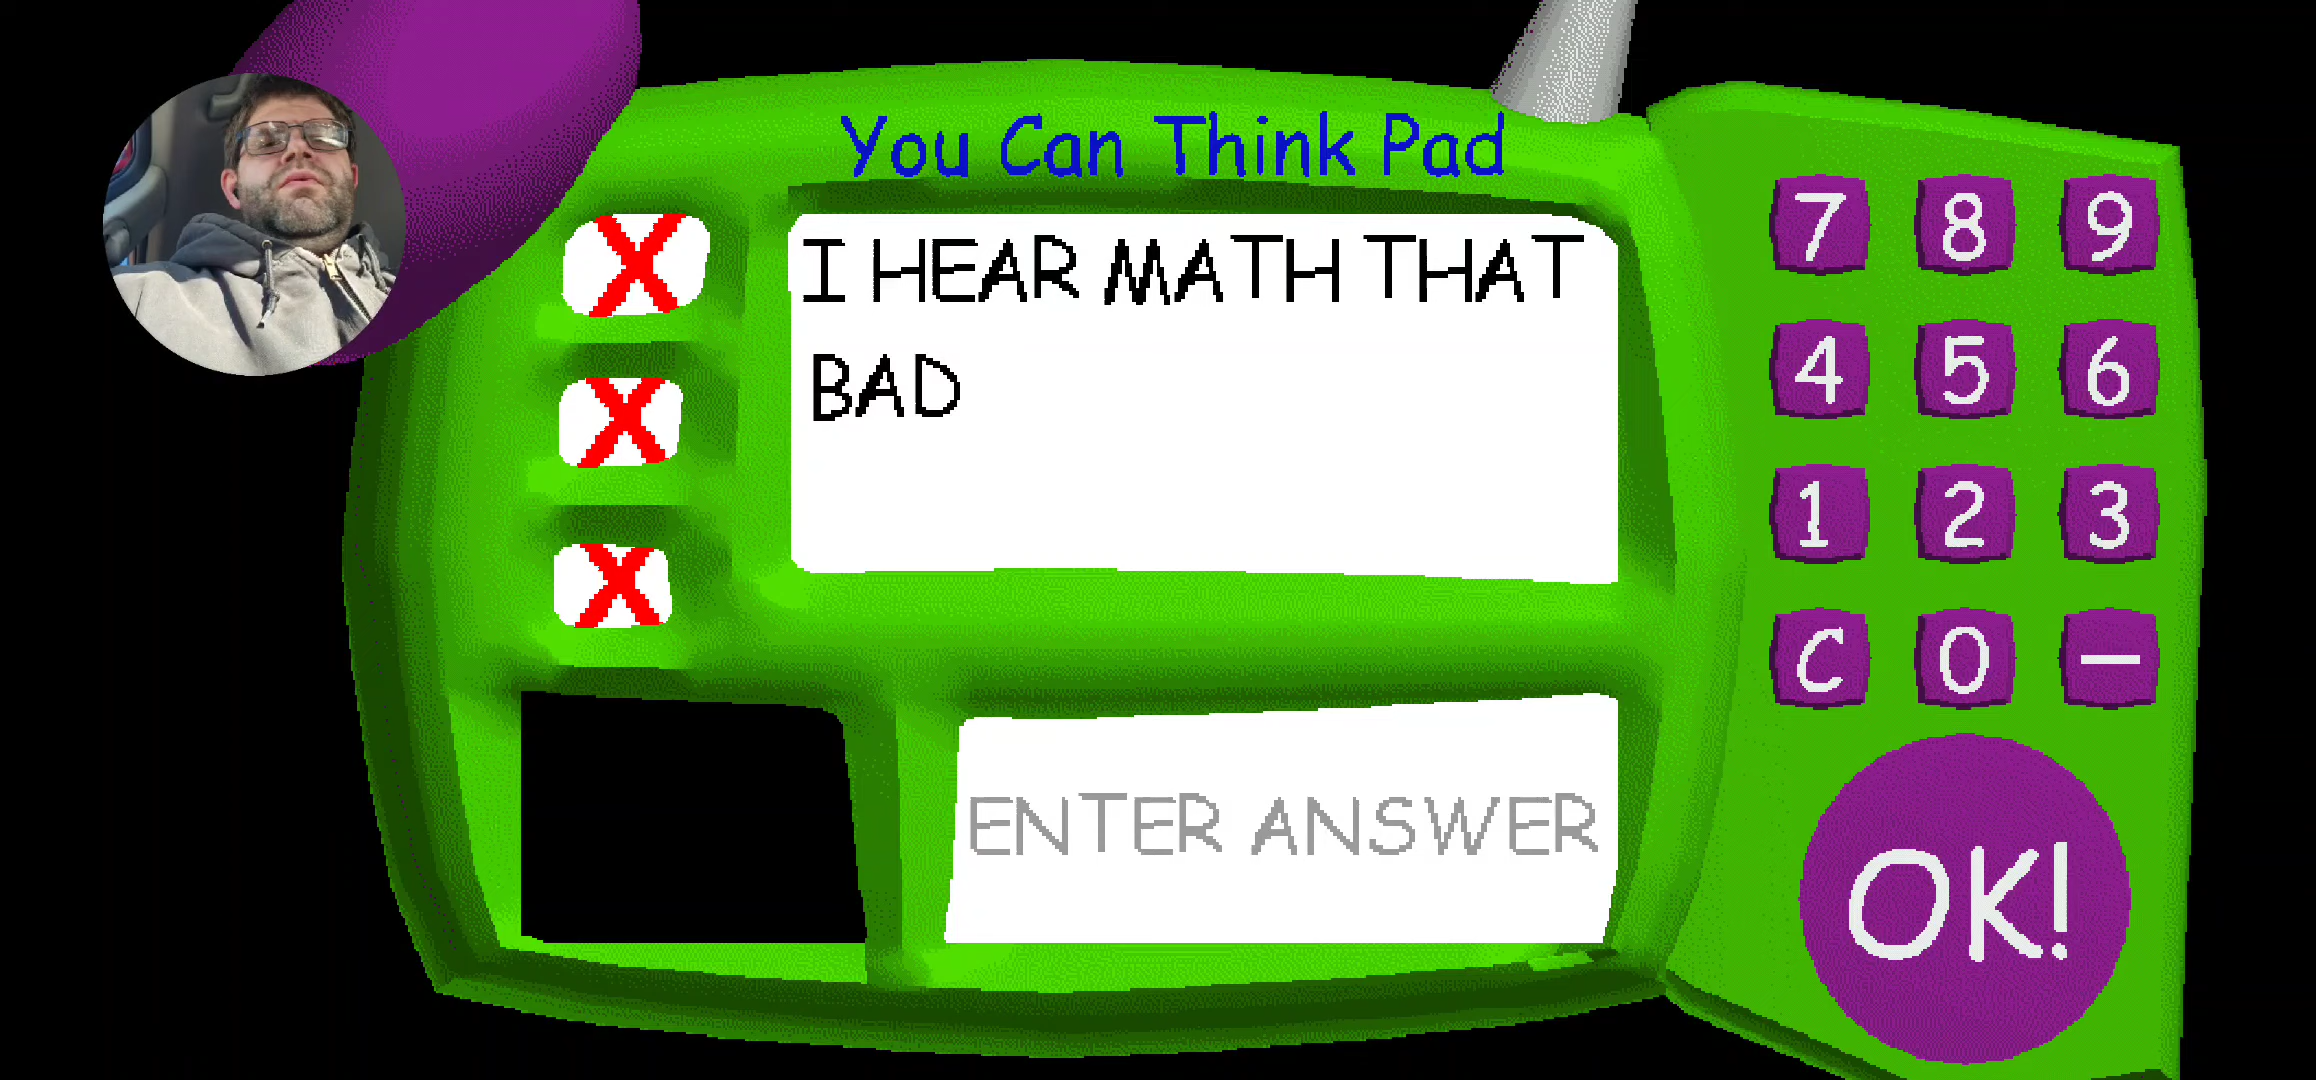 You Can Think Pad
I HEAR MATH THAT
BAD
ENTER ANSWER
7 8 9
4 5 6
1 2 3
C 0 —
OK!